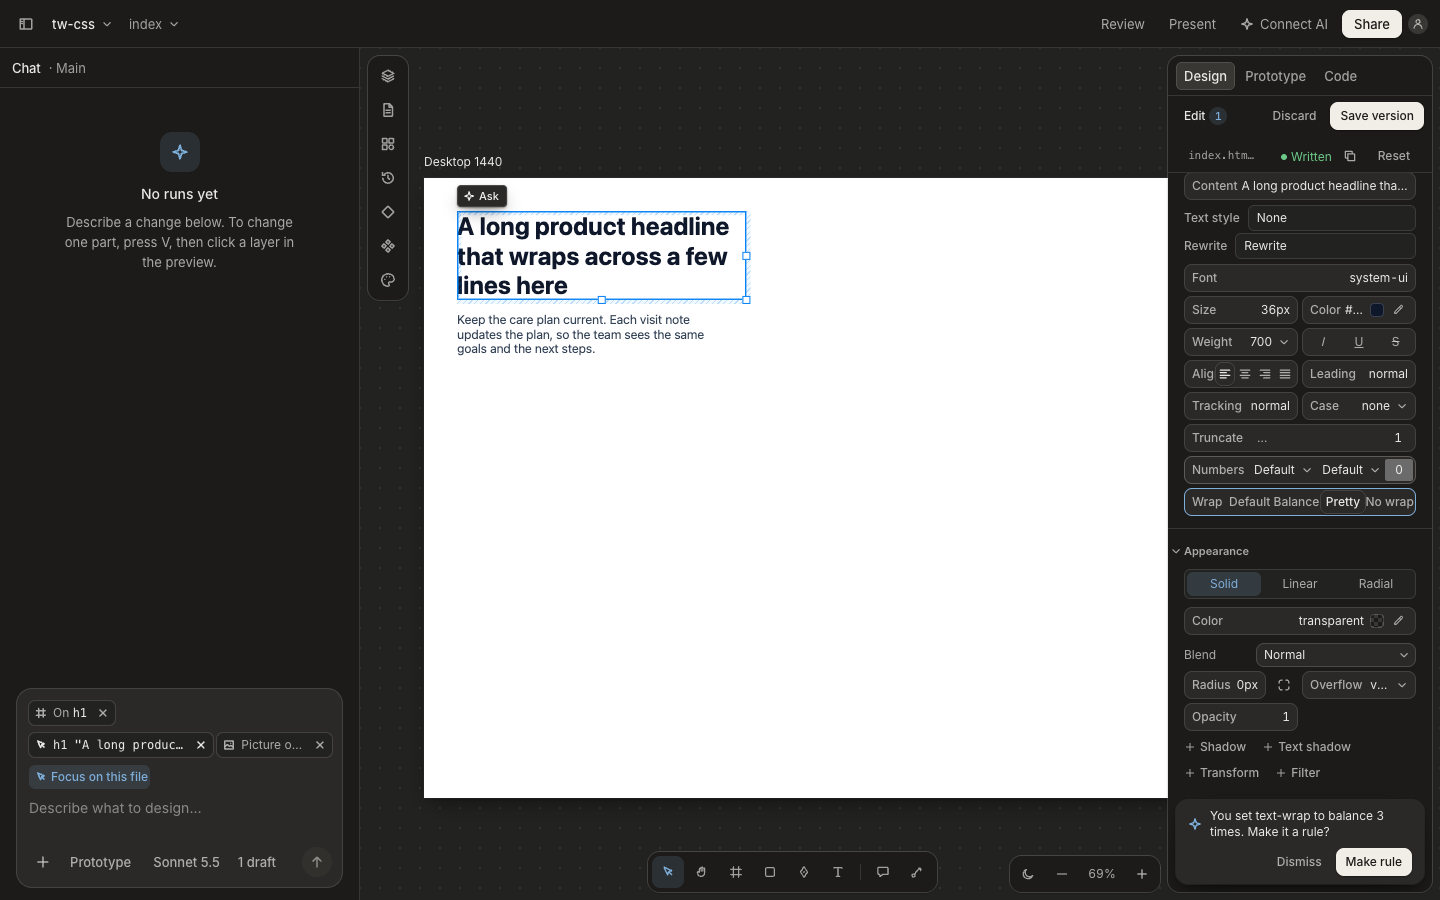 tw-css
index
Review
Present
Connect AI
Share
Chat · Main
No runs yet
Describe a change below. To change
one part, press V, then click a layer in
the preview.
On h1
h1 "A long produc…
Picture o…
Focus on this file
Describe what to design...
Prototype
Sonnet 5.5
1 draft
Desktop 1440
Ask
A long product headline
that wraps across a few
lines here
Keep the care plan current. Each visit note
updates the plan, so the team sees the same
goals and the next steps.
69%
Design
Prototype
Code
Edit 1
Discard
Save version
index.htm…
Written
Reset
Content A long product headline tha…
Text style None
Rewrite Rewrite
Font system-ui
Size 36px
Color #…
Weight 700
I U S
Alig
Leading normal
Tracking normal
Case none
Truncate … 1
Numbers Default Default 0
Wrap Default Balance Pretty No wrap
Appearance
Solid Linear Radial
Color transparent
Blend Normal
Radius 0px
Overflow v…
Opacity 1
Shadow
Text shadow
Transform
Filter
You set text-wrap to balance 3
times. Make it a rule?
Dismiss
Make rule